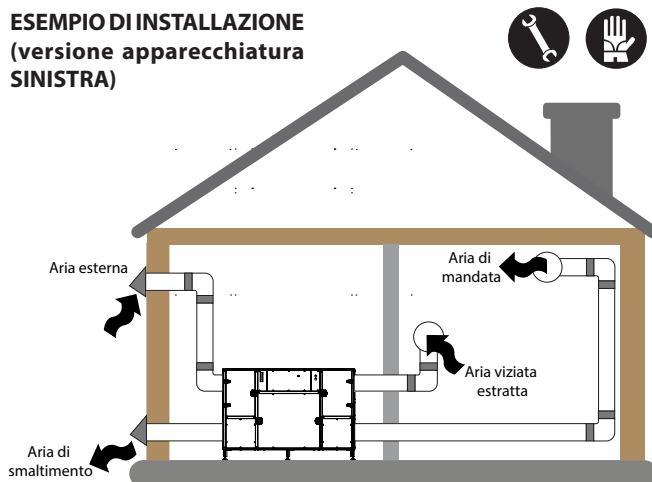 ESEMPIO DI INSTALLAZIONE
(versione apparecchiatura
SINISTRA)
Aria esterna
Aria di
mandata
Aria viziata
estratta
Aria di
smaltimento